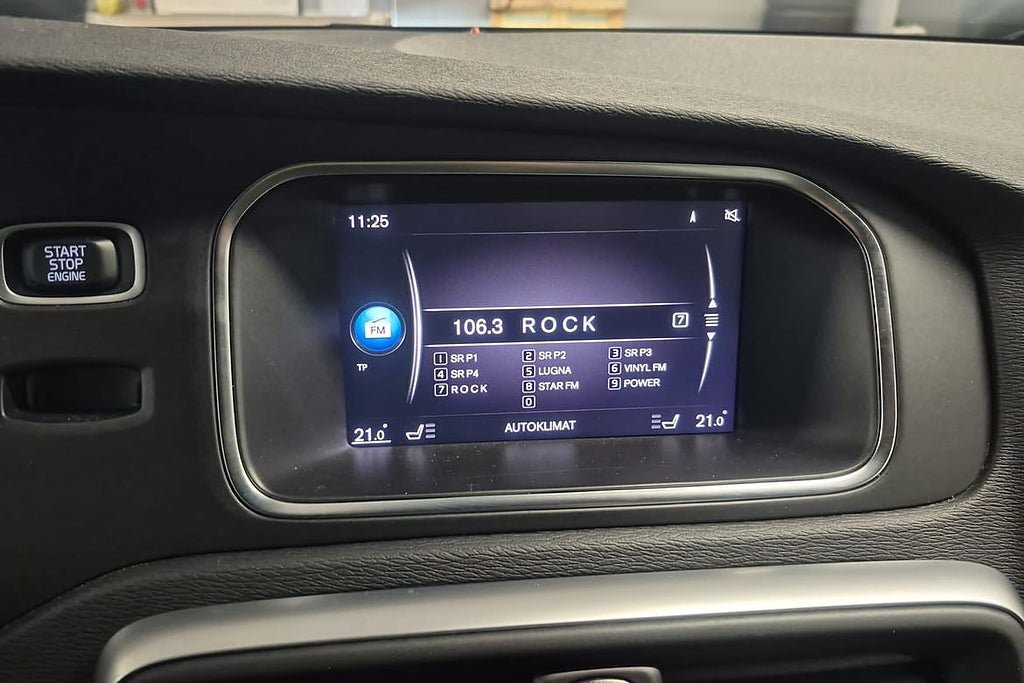 11:25
START
STOP
ENGINE
FM
106.3 ROCK 7
TP
1 SR P1 2 SR P2 3 SR P3
4 SR P4 5 LUGNA 6 VINYL FM
7 ROCK 8 STAR FM 9 POWER
0
21.0° AUTOKLIMAT 21.0°